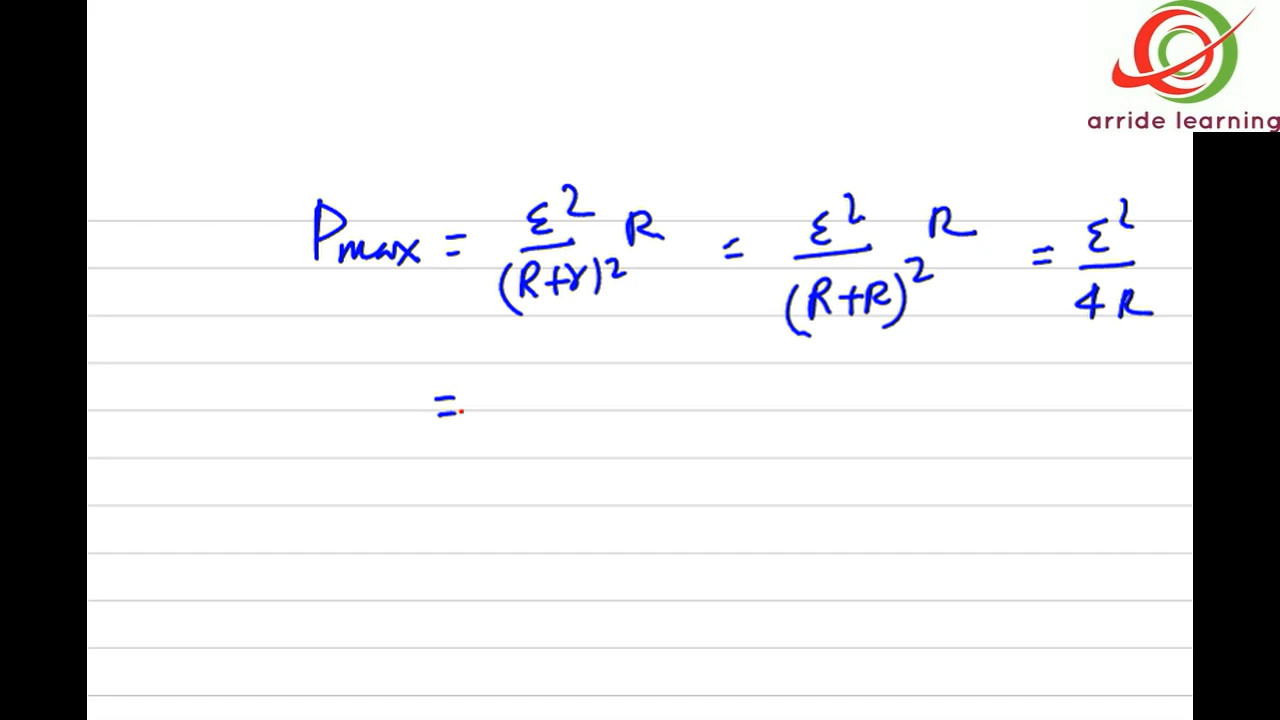 arride learning
Pmax = ε²/(R+r)² R = ε²/(R+R)² R = ε²/4R
=